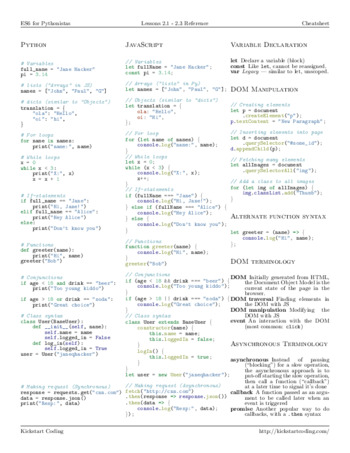 ES6 for Pythonistas
Lessons 2.1 - 2.3 Reference
Cheatsheet
Python
# Variables
full_name = "Jane Hacker"
pi = 3.14
# Lists ("Arrays" in JS)
names = ["John", "Paul", "G"]
# dicts (similar to "Objects")
translation = {
"ola": "Hello",
"oi": "Hi",
}
# For loops
for name in names:
print("name:", name)
# While loops
x = 0
while x < 3:
print("X:", x)
x = x + 1
# If-statements
if full_name == "Jane":
print("Hi, Jane!")
elif full_name == "Alice":
print("Hey Alice")
else:
print("Don't know you")
# Functions
def greeter(name):
print("Hi", name)
greeter("Bob")
# Conjunctions
if age < 18 and drink == "beer":
print("Too young kiddo")
if age > 18 or drink == "soda":
print("Great choice")
# Class syntax
class User(BaseUser):
def __init__(self, name):
self.name = name
self.logged_in = False
def log_in(self):
self.logged_in = True
user = User("janeqhacker")
# Making request (Synchronous)
response = requests.get("cnn.com")
data = response.json()
print("Resp:", data)
JavaScript
// Variables
let fullName = "Jane Hacker";
const pi = 3.14;
// Arrays ("Lists" in Py)
let names = ["John", "Paul", "G"];
// Objects (similar to "dicts")
let translation = {
ola: "Hello",
oi: "Hi",
};
// For loop
for (let name of names) {
console.log("name:", name);
}
// While loops
let x = 0;
while (x < 3) {
console.log("X:", x);
x++;
}
// If-statements
if (fullName === "Jane") {
console.log("Hi, Jane!");
} else if (fullName === "Alice") {
console.log("Hey Alice");
} else {
console.log("Don't know you");
}
// Functions
function greeter(name) {
console.log("Hi", name);
}
greeter("Bob");
// Conjunctions
if (age < 18 && drink === "beer") {
console.log("Too young kiddo");
}
if (age > 18 || drink === "soda") {
console.log("Great choice");
}
// Class syntax
class User extends BaseUser {
constructor(name) {
this.name = name;
this.loggedIn = false;
}
logIn() {
this.loggedIn = true;
}
}
let user = new User("janeqhacker");
// Making request (Asynchronous)
fetch("http://cnn.com")
.then(response => response.json())
.then(data => {
console.log("Resp:", data);
});
Variable Declaration
let Declare a variable (block)
const Like let, cannot be reassigned.
var Legacy — similar to let, unscoped.
DOM Manipulation
// Creating elements
let p = document
.createElement("p");
p.textContent = "New Paragraph";
// Inserting elements into page
let d = document
.querySelector("#some_id");
d.appendChild(p);
// Fetching many elements
let allImages = document
.querySelectorAll("img");
// Add a class to all images
for (let img of allImages) {
img.classList.add("Thumb");
}
Alternate function syntax
let greeter = (name) => {
console.log("Hi", name);
};
DOM terminology
DOM Initially generated from HTML,
the Document Object Model is the
current state of the page in the
browser.
DOM traversal Finding elements in
the DOM with JS
DOM manipulation Modifying the
DOM with JS
event An interaction with the DOM
(most common: click)
Asynchronous Terminology
asynchronous Instead of passing
("blocking") for a slow operation,
the asynchronous approach is to
put off starting the slow operation,
then call a function ("callback")
at a later time to signal it's done
callback A function passed as an argu-
ment to be called later when an
event is triggered
promise Another popular way to do
callbacks, with a .then syntax
Kickstart Coding
http://kickstartcoding.com/